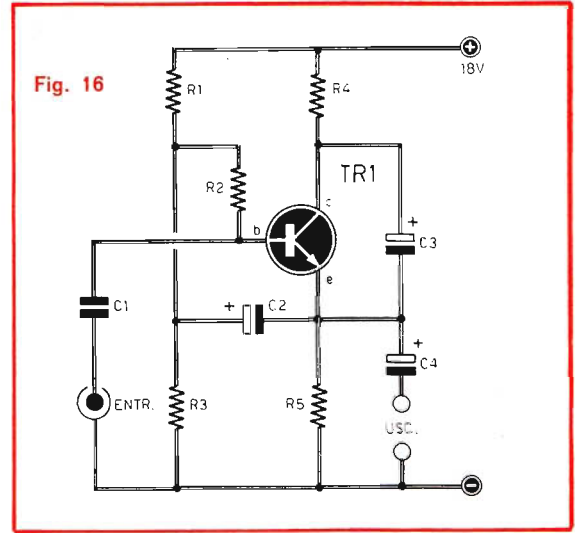 Fig. 16
+
18V
R1
R4
TR1
R2
c
b
+
C3
e
+
C2
C1
+
C4
ENTR.
R3
R5
USC.
-